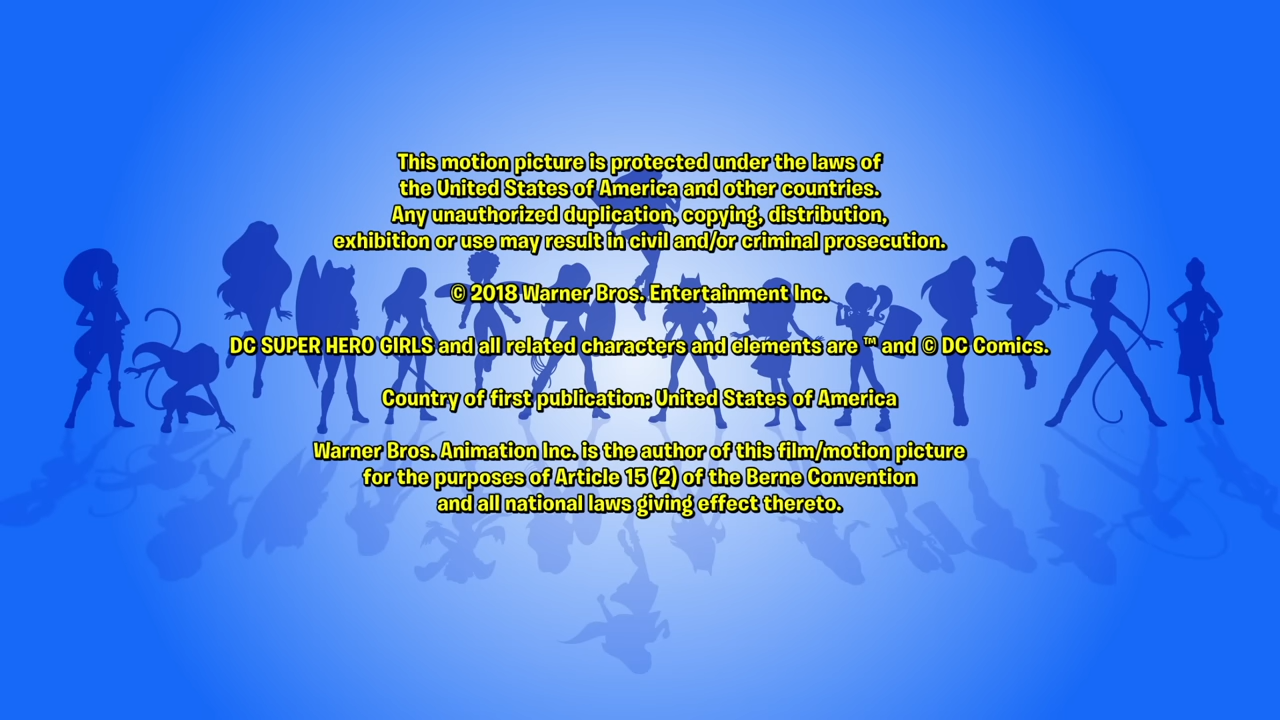 This motion picture is protected under the laws of
the United States of America and other countries.
Any unauthorized duplication, copying, distribution,
exhibition or use may result in civil and/or criminal prosecution.
© 2018 Warner Bros. Entertainment Inc.
DC SUPER HERO GIRLS and all related characters and elements are ™ and © DC Comics.
Country of first publication: United States of America
Warner Bros. Animation Inc. is the author of this film/motion picture
for the purposes of Article 15 (2) of the Berne Convention
and all national laws giving effect thereto.